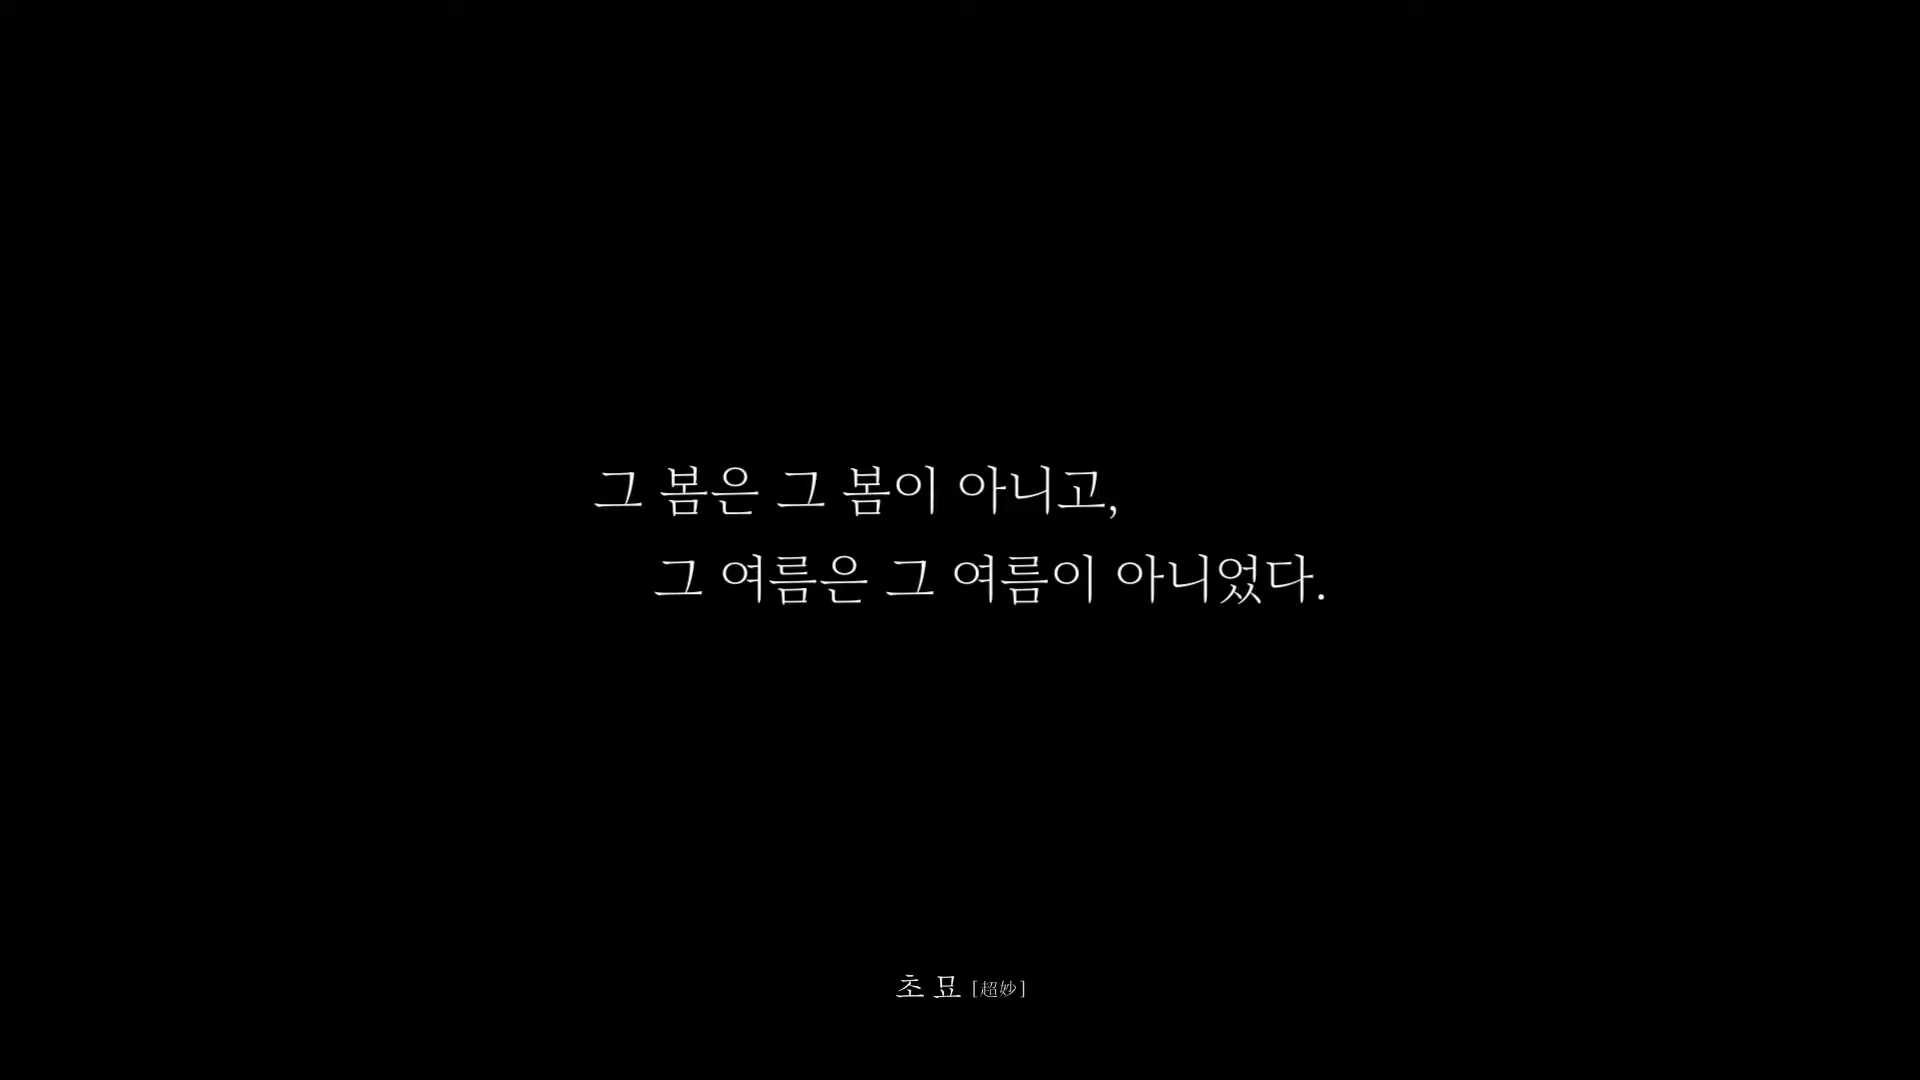 그 봄은 그 봄이 아니고,
그 여름은 그 여름이 아니었다.
초 묘 [超妙]